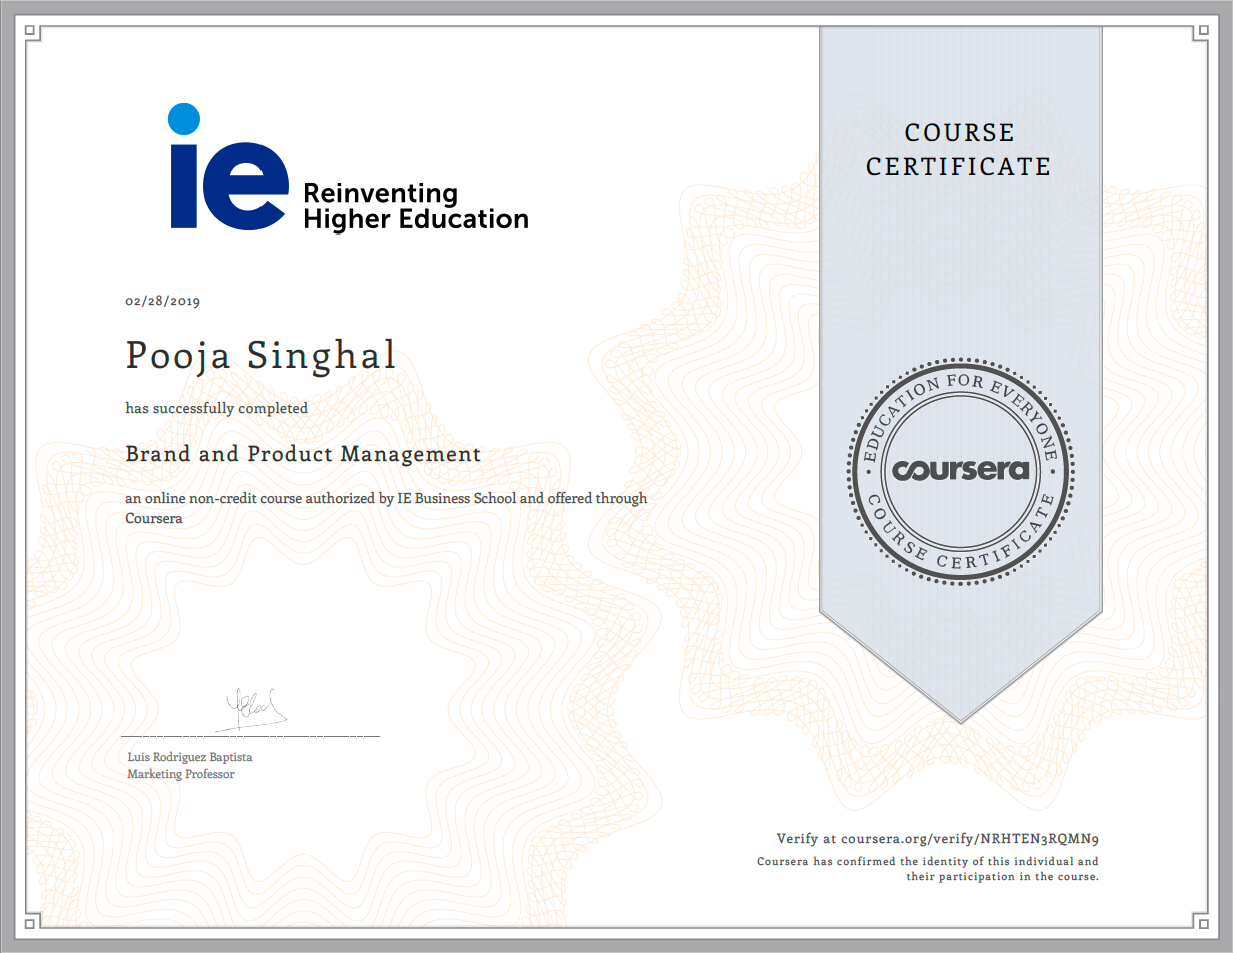 ie Reinventing
Higher Education
COURSE
CERTIFICATE
02/28/2019
Pooja Singhal
has successfully completed
Brand and Product Management
an online non-credit course authorized by IE Business School and offered through
Coursera
EDUCATION FOR EVERYONE
coursera
COURSE CERTIFICATE
Luis Rodriguez Baptista
Marketing Professor
Verify at coursera.org/verify/NRHTEN3RQMN9
Coursera has confirmed the identity of this individual and
their participation in the course.